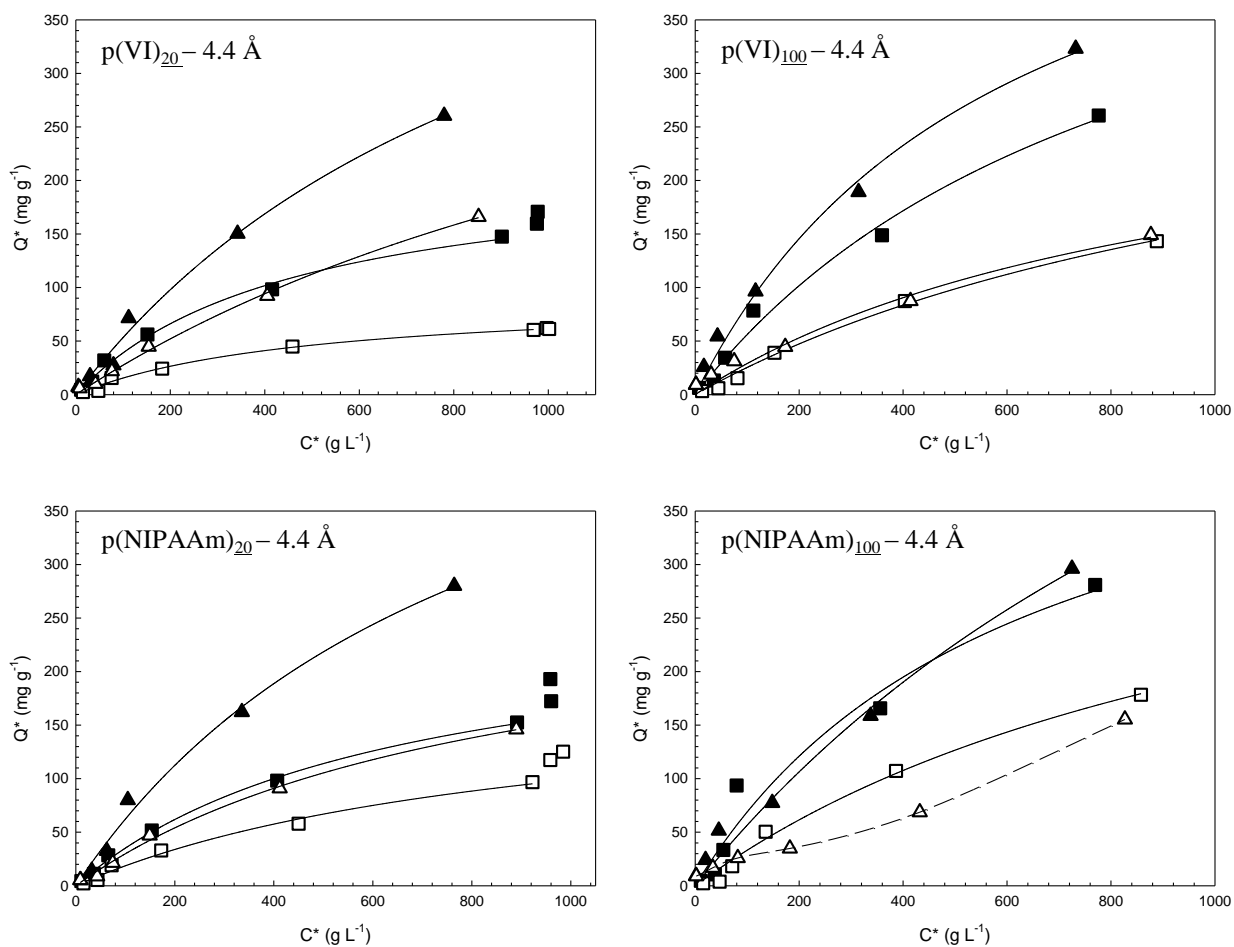 p(VI)20 – 4.4 Å
350
300
250
200
150
100
50
0
Q* (mg g-1)
0 200 400 600 800 1000
C* (g L-1)
p(VI)100 – 4.4 Å
350
300
250
200
150
100
50
0
Q* (mg g-1)
0 200 400 600 800 1000
C* (g L-1)
p(NIPAAm)20 – 4.4 Å
350
300
250
200
150
100
50
0
Q* (mg g-1)
0 200 400 600 800 1000
C* (g L-1)
p(NIPAAm)100 – 4.4 Å
350
300
250
200
150
100
50
0
Q* (mg g-1)
0 200 400 600 800 1000
C* (g L-1)